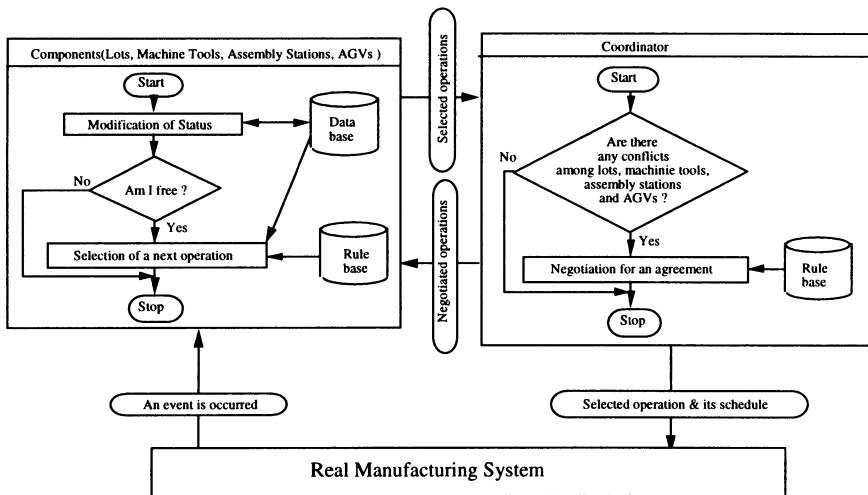 Components(Lots, Machine Tools, Assembly Stations, AGVs )
Start
Modification of Status
Data
base
No
Am I free ?
Yes
Selection of a next operation
Rule
base
Stop
Selected operations
Negotiated operations
Coordinator
Start
Are there
any conflicts
among lots, machinie tools,
assembly stations
and AGVs ?
No
Yes
Negotiation for an agreement
Rule
base
Stop
An event is occurred
Selected operation & its schedule
Real Manufacturing System